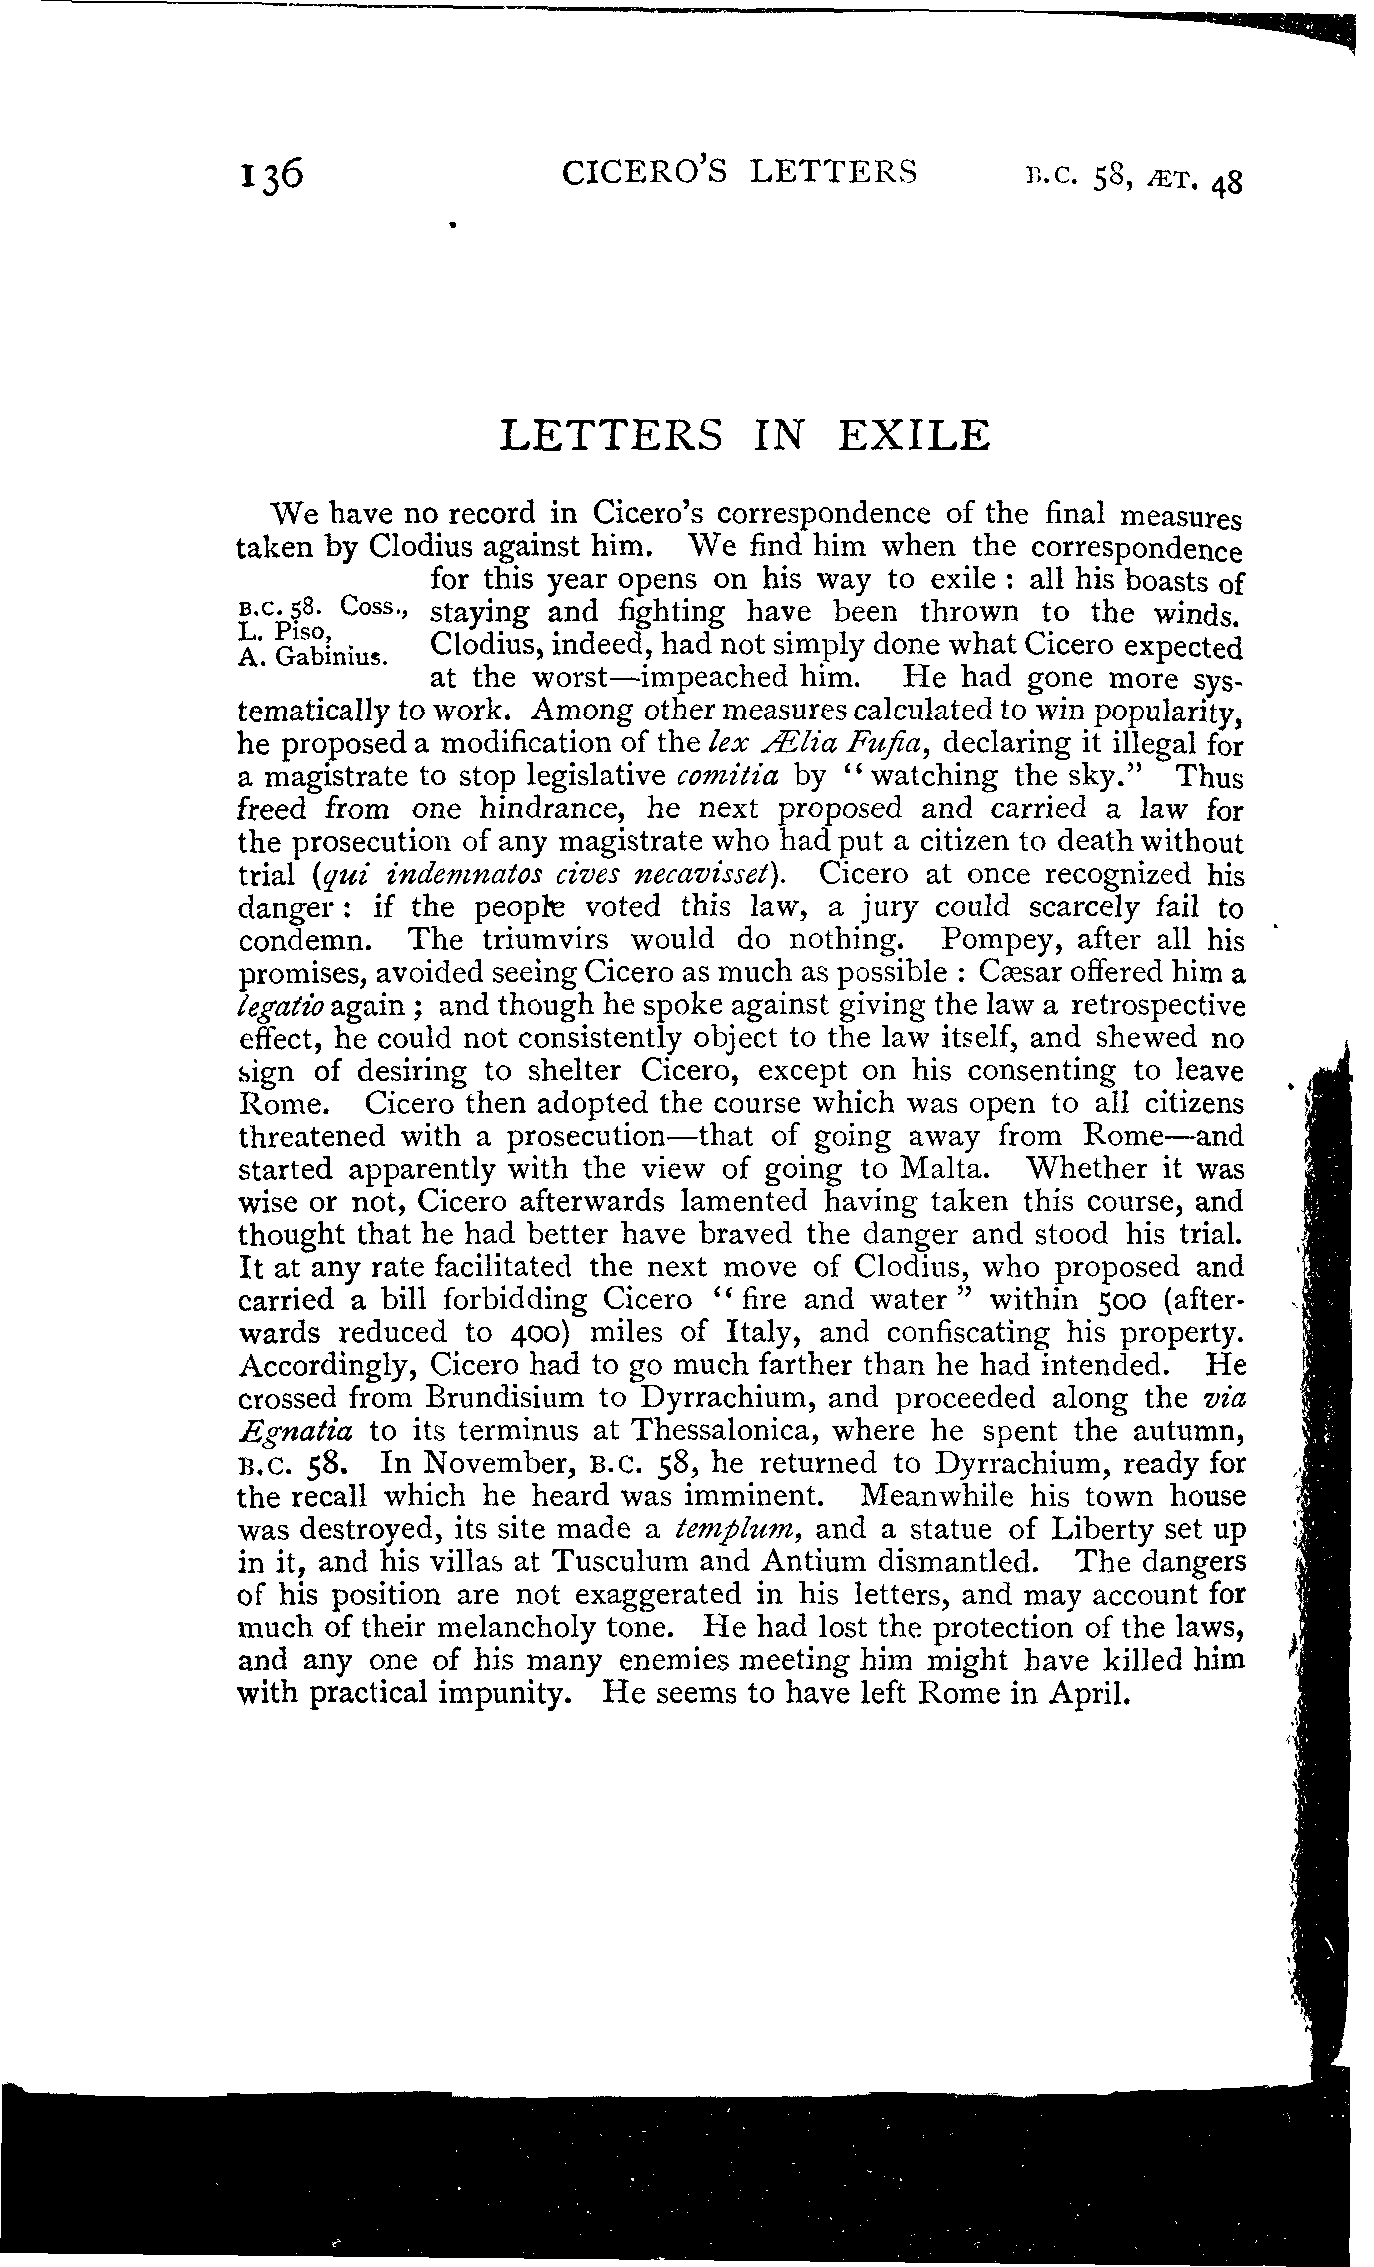 136 CICERO'S LETTERS B.C. 58, ÆT. 48
LETTERS IN EXILE
We have no record in Cicero's correspondence of the final measures
taken by Clodius against him. We find him when the correspondence
for this year opens on his way to exile : all his boasts of
B.C. 58. Coss., staying and fighting have been thrown to the winds.
L. Piso,
A. Gabinius. Clodius, indeed, had not simply done what Cicero expected
at the worst—impeached him. He had gone more sys-
tematically to work. Among other measures calculated to win popularity,
he proposed a modification of the lex Ælia Fufia, declaring it illegal for
a magistrate to stop legislative comitia by “watching the sky.” Thus
freed from one hindrance, he next proposed and carried a law for
the prosecution of any magistrate who had put a citizen to death without
trial (qui indemnatos cives necavisset). Cicero at once recognized his
danger : if the people voted this law, a jury could scarcely fail to
condemn. The triumvirs would do nothing. Pompey, after all his
promises, avoided seeing Cicero as much as possible : Cæsar offered him a
legatio again ; and though he spoke against giving the law a retrospective
effect, he could not consistently object to the law itself, and shewed no
sign of desiring to shelter Cicero, except on his consenting to leave
Rome. Cicero then adopted the course which was open to all citizens
threatened with a prosecution—that of going away from Rome—and
started apparently with the view of going to Malta. Whether it was
wise or not, Cicero afterwards lamented having taken this course, and
thought that he had better have braved the danger and stood his trial.
It at any rate facilitated the next move of Clodius, who proposed and
carried a bill forbidding Cicero “fire and water” within 500 (after-
wards reduced to 400) miles of Italy, and confiscating his property.
Accordingly, Cicero had to go much farther than he had intended. He
crossed from Brundisium to Dyrrachium, and proceeded along the via
Egnatia to its terminus at Thessalonica, where he spent the autumn,
B.C. 58. In November, B.C. 58, he returned to Dyrrachium, ready for
the recall which he heard was imminent. Meanwhile his town house
was destroyed, its site made a templum, and a statue of Liberty set up
in it, and his villas at Tusculum and Antium dismantled. The dangers
of his position are not exaggerated in his letters, and may account for
much of their melancholy tone. He had lost the protection of the laws,
and any one of his many enemies meeting him might have killed him
with practical impunity. He seems to have left Rome in April.